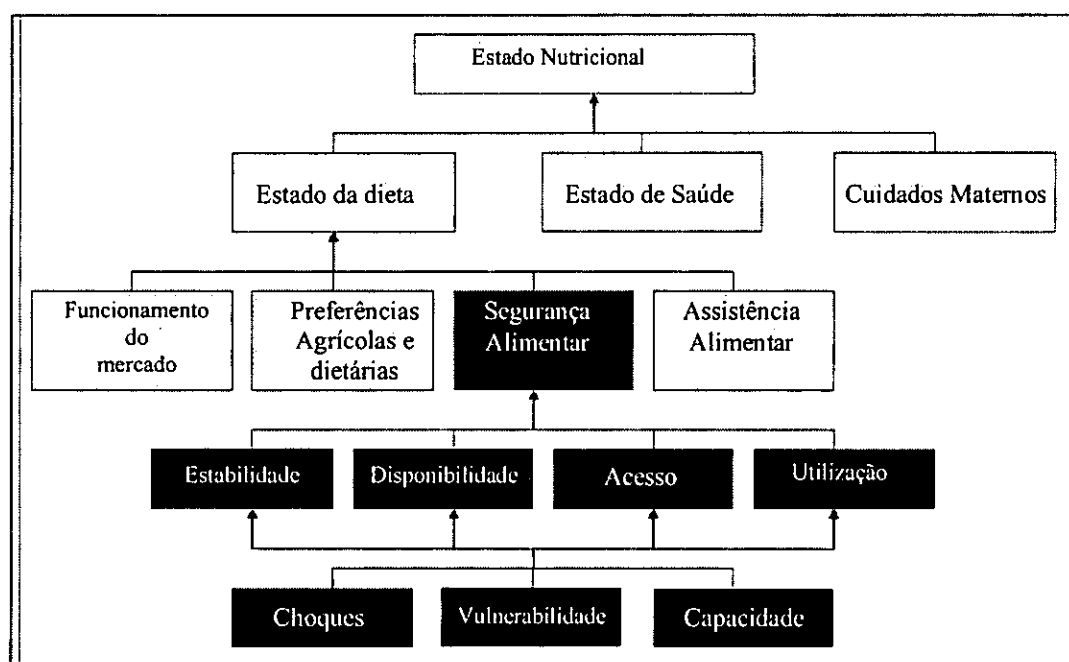 Estado Nutricional
Estado da dieta
Estado de Saúde
Cuidados Maternos
Funcionamento
do
mercado
Preferências
Agrícolas e
dietárias
Segurança
Alimentar
Assistência
Alimentar
Estabilidade
Disponibilidade
Acesso
Utilização
Choques
Vulnerabilidade
Capacidade